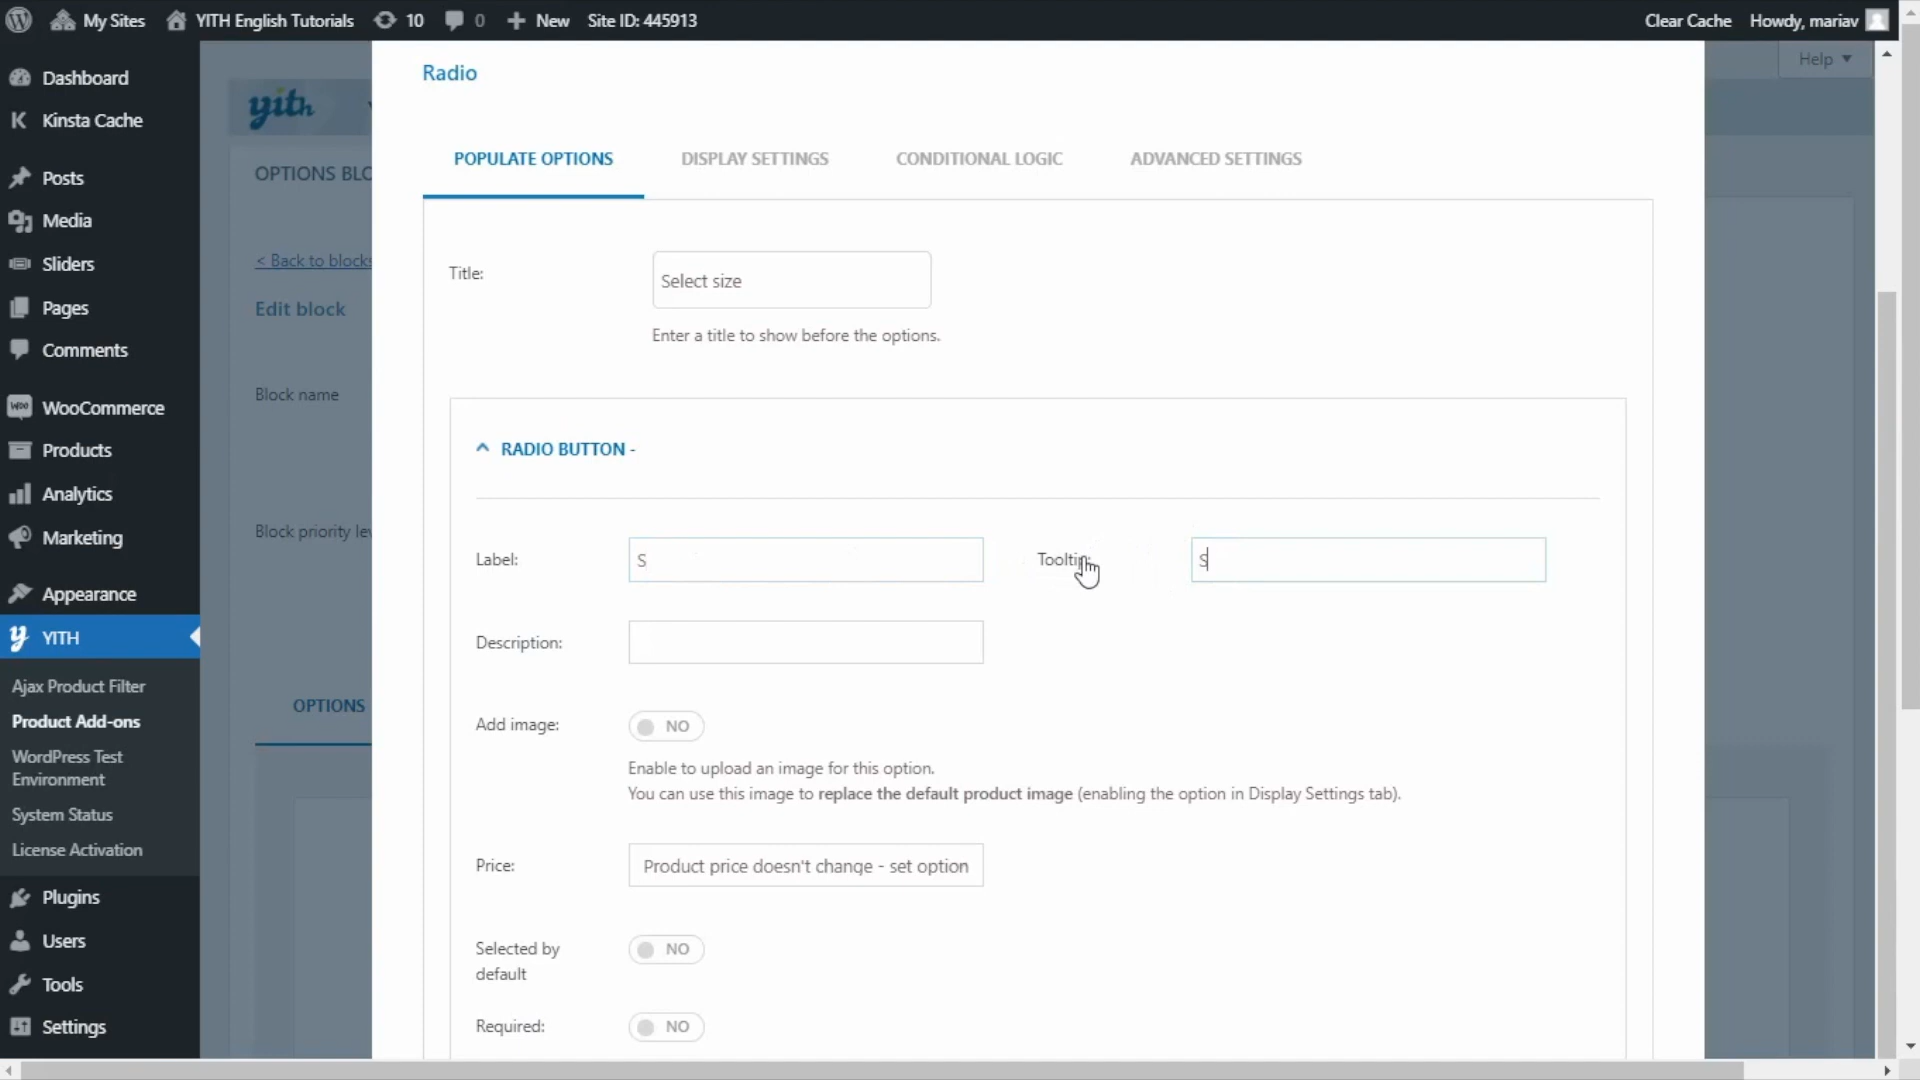 My Sites
YITH English Tutorials
10
0
New
Site ID: 445913
Clear Cache
Howdy, mariav
Dashboard
Kinsta Cache
Posts
Media
Sliders
Pages
Comments
WooCommerce
Products
Analytics
Marketing
Appearance
YITH
Ajax Product Filter
Product Add-ons
WordPress Test
Environment
System Status
License Activation
Plugins
Users
Tools
Settings
Help
yith
OPTIONS BLO
< Back to blocks
Edit block
Block name
Block priority lev
OPTIONS
Radio
POPULATE OPTIONS
DISPLAY SETTINGS
CONDITIONAL LOGIC
ADVANCED SETTINGS
Title:
Select size
Enter a title to show before the options.
RADIO BUTTON -
Label:
S
Tooltip:
S
Description:
Add image:
NO
Enable to upload an image for this option.
You can use this image to replace the default product image (enabling the option in Display Settings tab).
Price:
Product price doesn't change - set option
Selected by
default
NO
Required:
NO